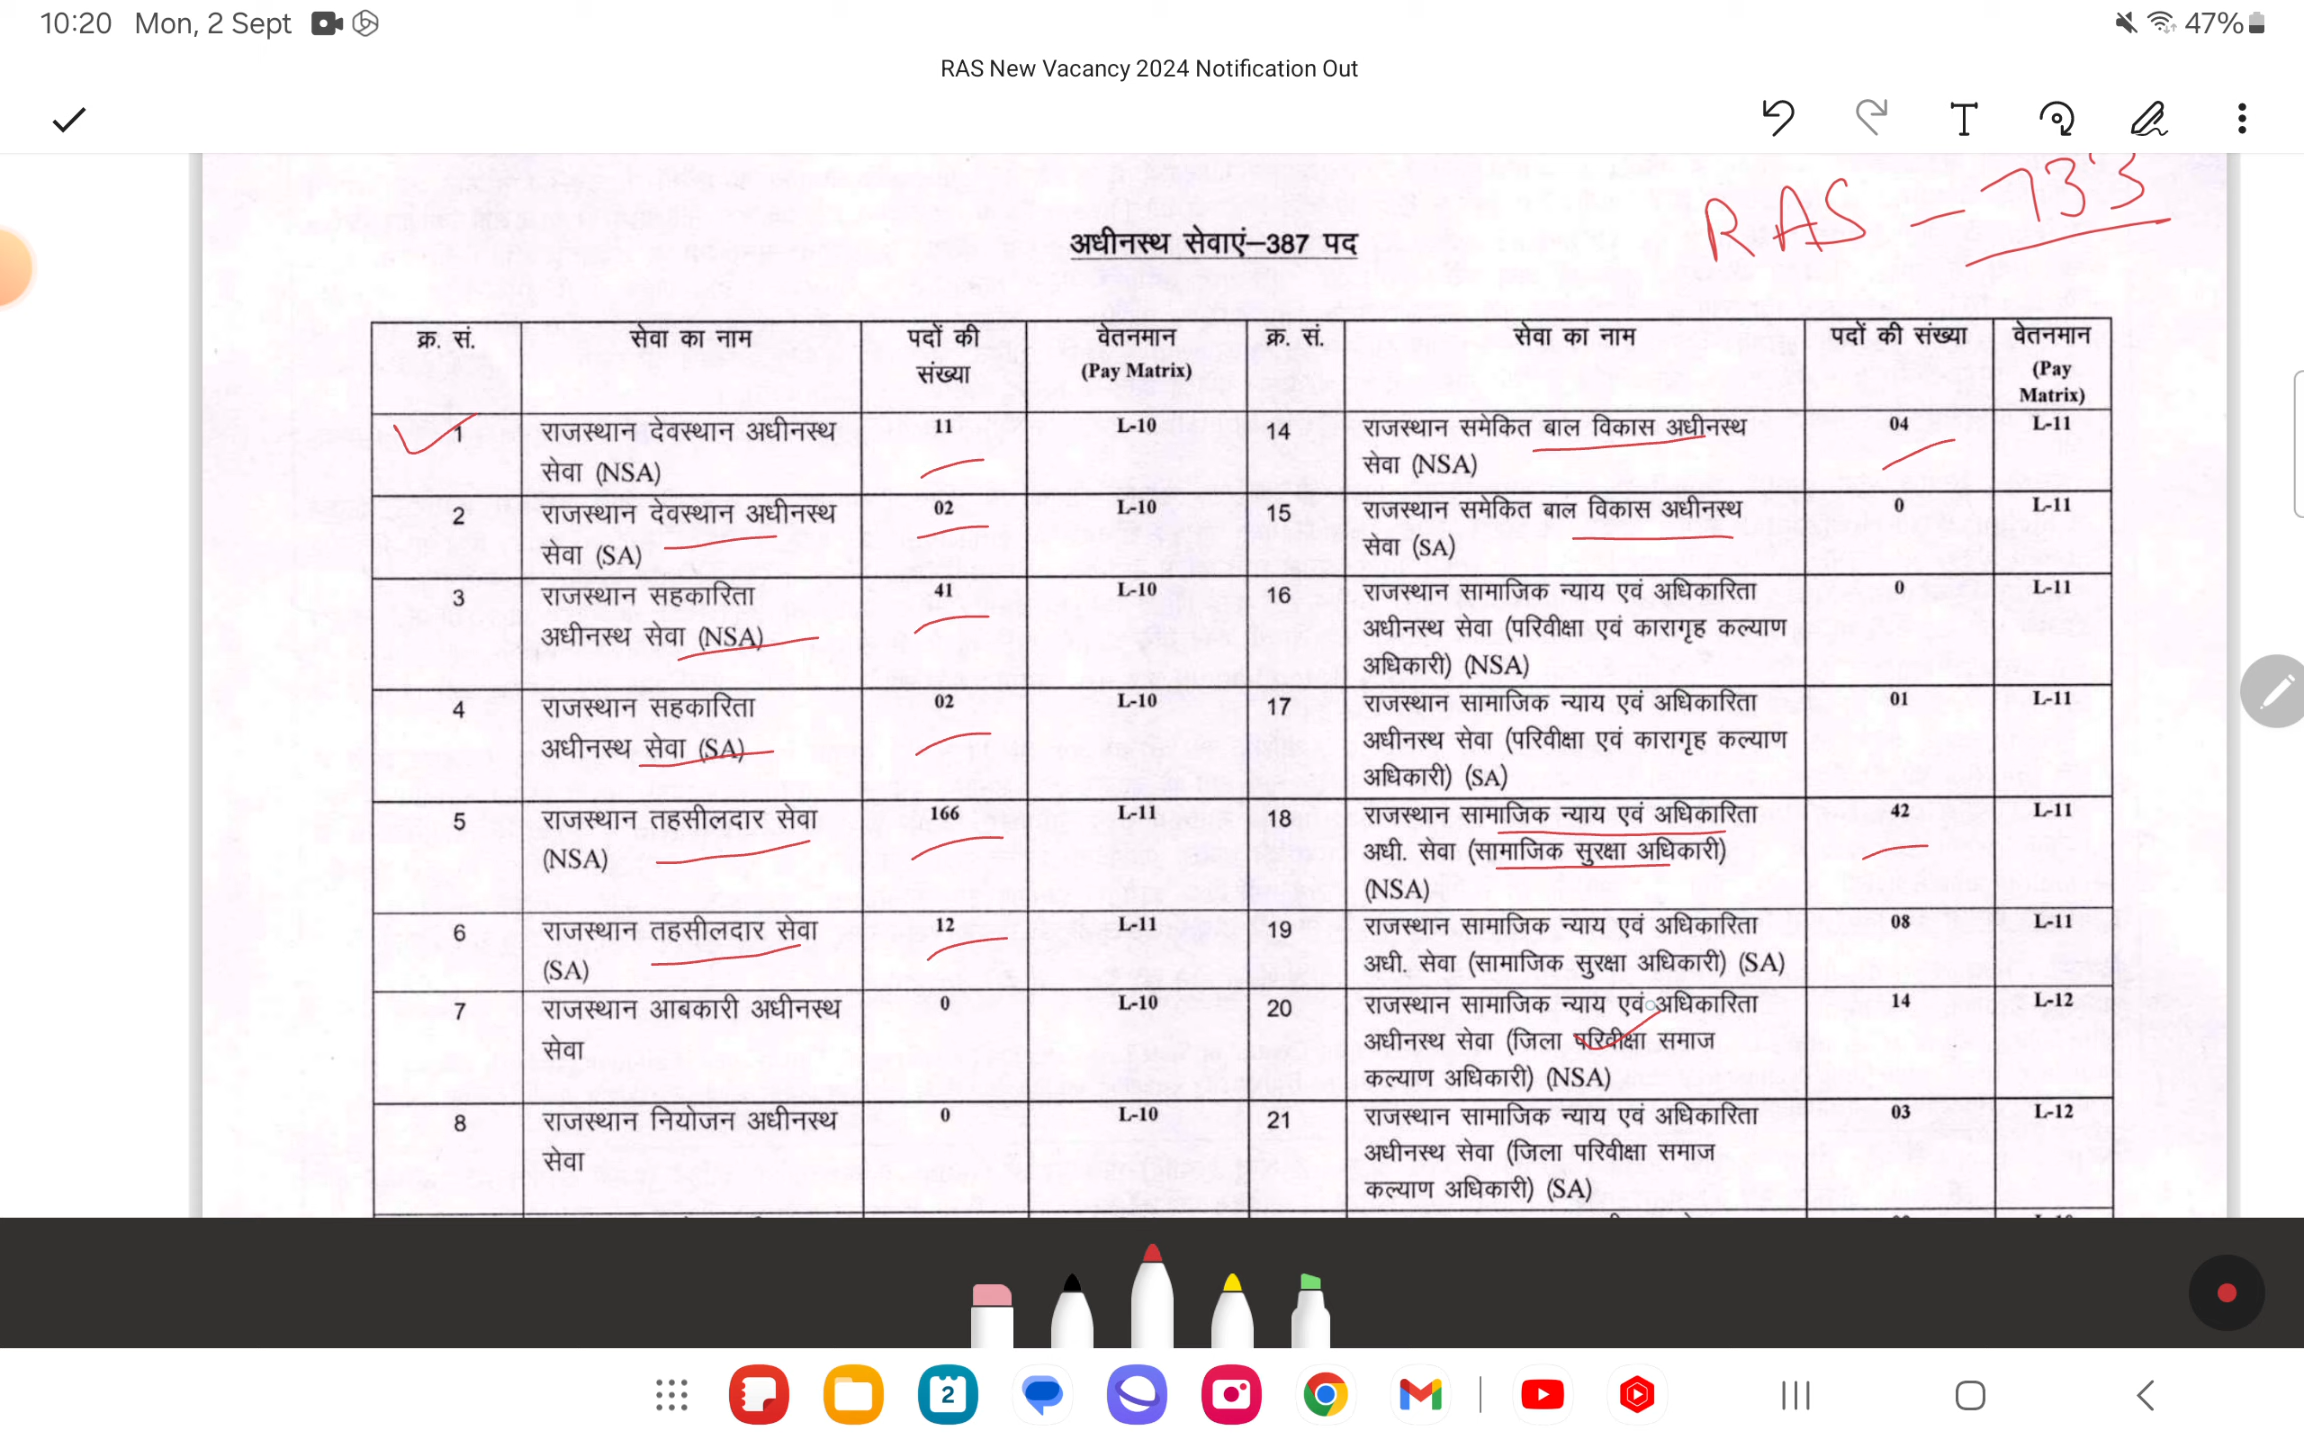 10:20 Mon, 2 Sept
47%
RAS New Vacancy 2024 Notification Out
RAS – 733
अधीनस्थ सेवाएं–387 पद
क्र. सं. सेवा का नाम पदों की संख्या वेतनमान (Pay Matrix) क्र. सं. सेवा का नाम पदों की संख्या वेतनमान (Pay Matrix)
1 राजस्थान देवस्थान अधीनस्थ सेवा (NSA) 11 L-10
14 राजस्थान समेकित बाल विकास अधीनस्थ सेवा (NSA) 04 L-11
2 राजस्थान देवस्थान अधीनस्थ सेवा (SA) 02 L-10
15 राजस्थान समेकित बाल विकास अधीनस्थ सेवा (SA) 0 L-11
3 राजस्थान सहकारिता अधीनस्थ सेवा (NSA) 41 L-10
16 राजस्थान सामाजिक न्याय एवं अधिकारिता अधीनस्थ सेवा (परिवीक्षा एवं कारागृह कल्याण अधिकारी) (NSA) 0 L-11
4 राजस्थान सहकारिता अधीनस्थ सेवा (SA) 02 L-10
17 राजस्थान सामाजिक न्याय एवं अधिकारिता अधीनस्थ सेवा (परिवीक्षा एवं कारागृह कल्याण अधिकारी) (SA) 01 L-11
5 राजस्थान तहसीलदार सेवा (NSA) 166 L-11
18 राजस्थान सामाजिक न्याय एवं अधिकारिता अधी. सेवा (सामाजिक सुरक्षा अधिकारी) (NSA) 42 L-11
6 राजस्थान तहसीलदार सेवा (SA) 12 L-11
19 राजस्थान सामाजिक न्याय एवं अधिकारिता अधी. सेवा (सामाजिक सुरक्षा अधिकारी) (SA) 08 L-11
7 राजस्थान आबकारी अधीनस्थ सेवा 0 L-10
20 राजस्थान सामाजिक न्याय एवं अधिकारिता अधीनस्थ सेवा (जिला परिवीक्षा समाज कल्याण अधिकारी) (NSA) 14 L-12
8 राजस्थान नियोजन अधीनस्थ सेवा 0 L-10
21 राजस्थान सामाजिक न्याय एवं अधिकारिता अधीनस्थ सेवा (जिला परिवीक्षा समाज कल्याण अधिकारी) (SA) 03 L-12
2